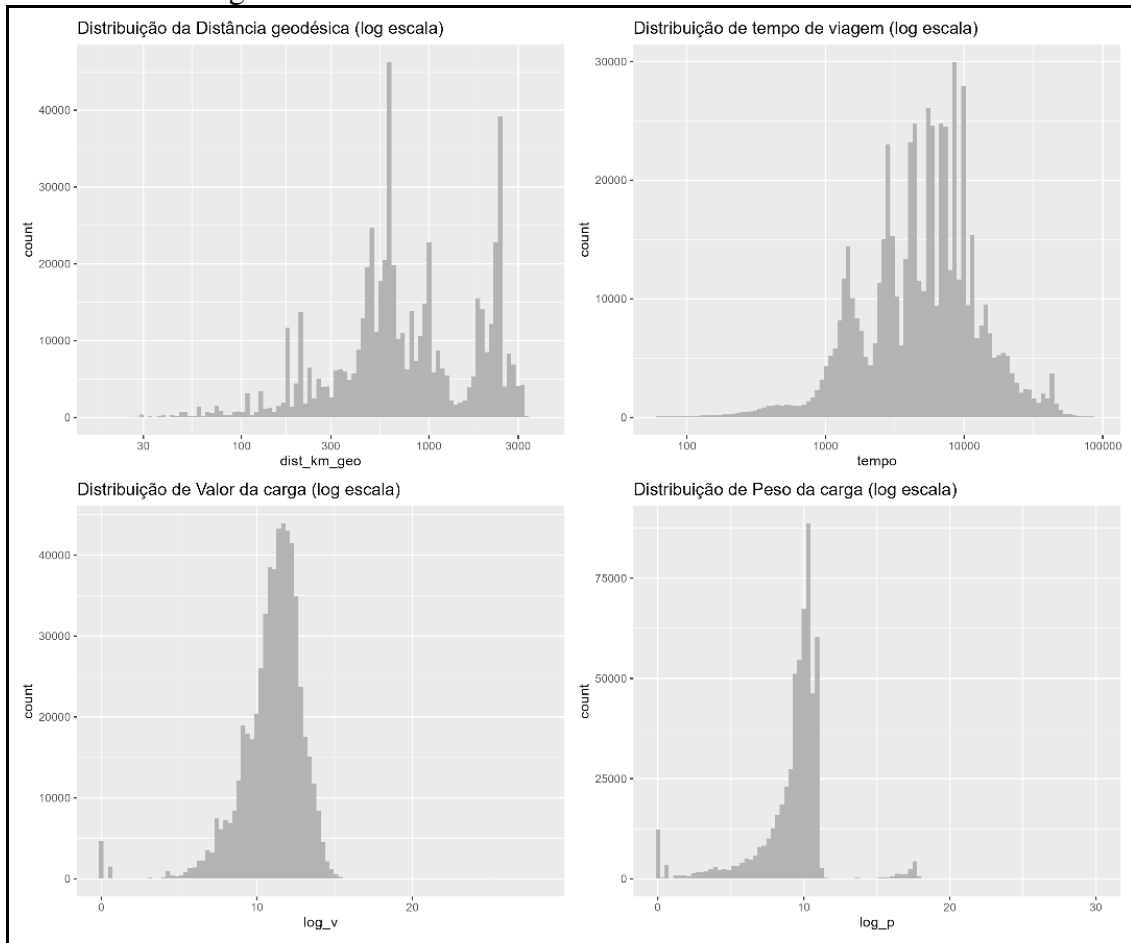 Distribuição da Distância geodésica (log escala)
40000
30000
20000
10000
0
count
30
100
300
1000
3000
dist_km_geo
Distribuição de tempo de viagem (log escala)
30000
20000
10000
0
count
100
1000
10000
100000
tempo
Distribuição de Valor da carga (log escala)
40000
30000
20000
10000
0
count
0
10
20
log_v
Distribuição de Peso da carga (log escala)
75000
50000
25000
0
count
0
10
20
30
log_p